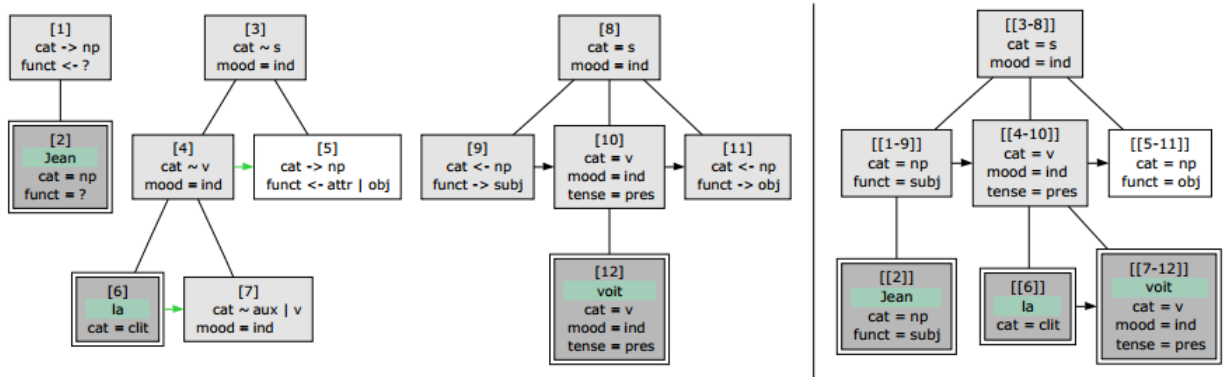 [1]
cat -> np
funct <- ?
[2]
Jean
cat = np
funct = ?
[3]
cat ~ s
mood = ind
[4]
cat ~ v
mood = ind
[5]
cat -> np
funct <- attr | obj
[6]
la
cat = clit
[7]
cat ~ aux | v
mood = ind
[8]
cat = s
mood = ind
[9]
cat <- np
funct -> subj
[10]
cat = v
mood = ind
tense = pres
[11]
cat <- np
funct -> obj
[12]
voit
cat = v
mood = ind
tense = pres
[[3-8]]
cat = s
mood = ind
[[1-9]]
cat = np
funct = subj
[[4-10]]
cat = v
mood = ind
tense = pres
[[5-11]]
cat = np
funct = obj
[[2]]
Jean
cat = np
funct = subj
[[6]]
la
cat = clit
[[7-12]]
voit
cat = v
mood = ind
tense = pres